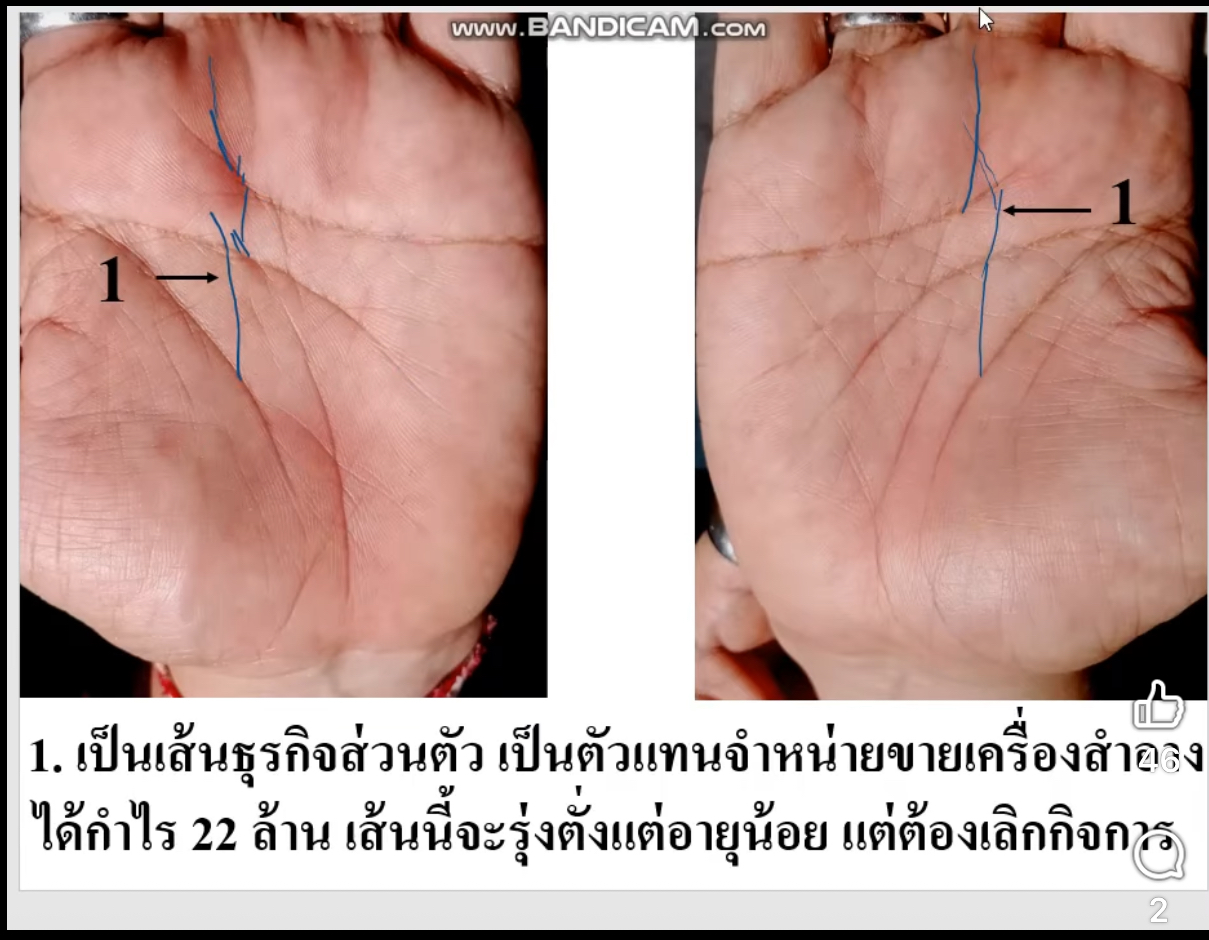 www.BANDICAM.com
1
1
1. เป็นเส้นธุรกิจส่วนตัว เป็นตัวแทนจำหน่ายขายเครื่องสำอาง
ได้กำไร 22 ล้าน เส้นนี้จะรุ่งตั้งแต่อายุน้อย แต่ต้องเลิกกิจการ
46
2